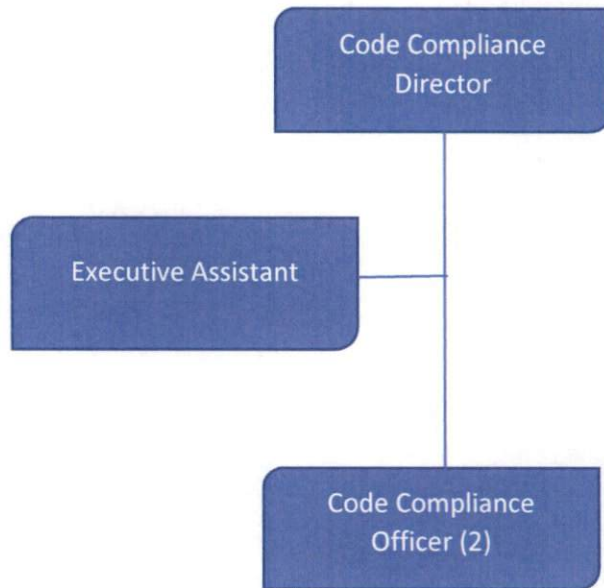 Code Compliance
Director
Executive Assistant
Code Compliance
Officer (2)